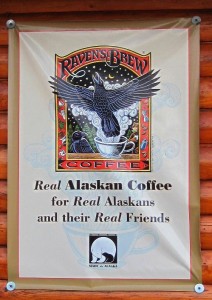 RAVEN'S BREW
COFFEE
Real Alaskan Coffee
for Real Alaskans
and their Real Friends